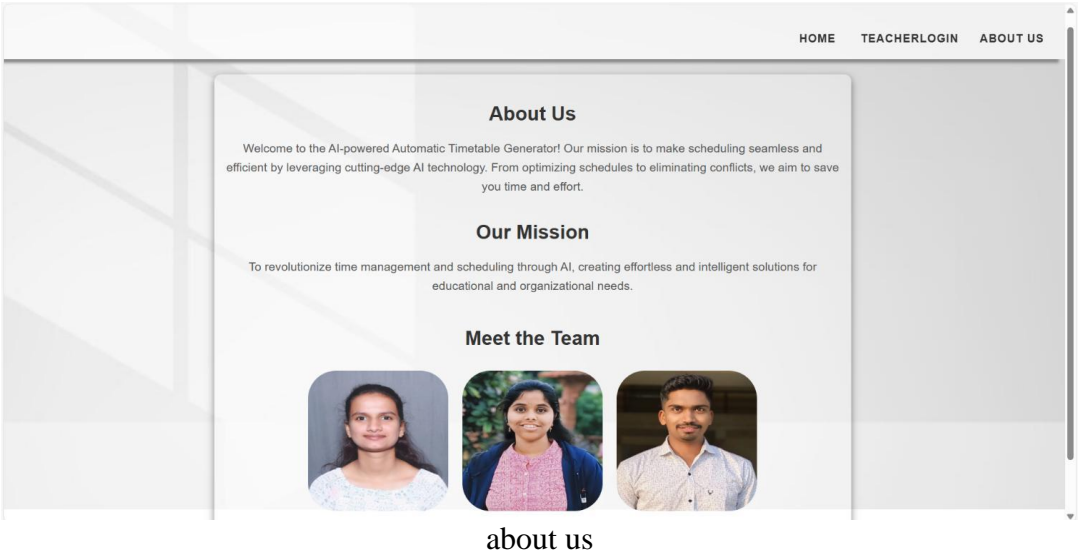 HOME TEACHERLOGIN ABOUT US
About Us
Welcome to the AI-powered Automatic Timetable Generator! Our mission is to make scheduling seamless and
efficient by leveraging cutting-edge AI technology. From optimizing schedules to eliminating conflicts, we aim to save
you time and effort.
Our Mission
To revolutionize time management and scheduling through AI, creating effortless and intelligent solutions for
educational and organizational needs.
Meet the Team
about us